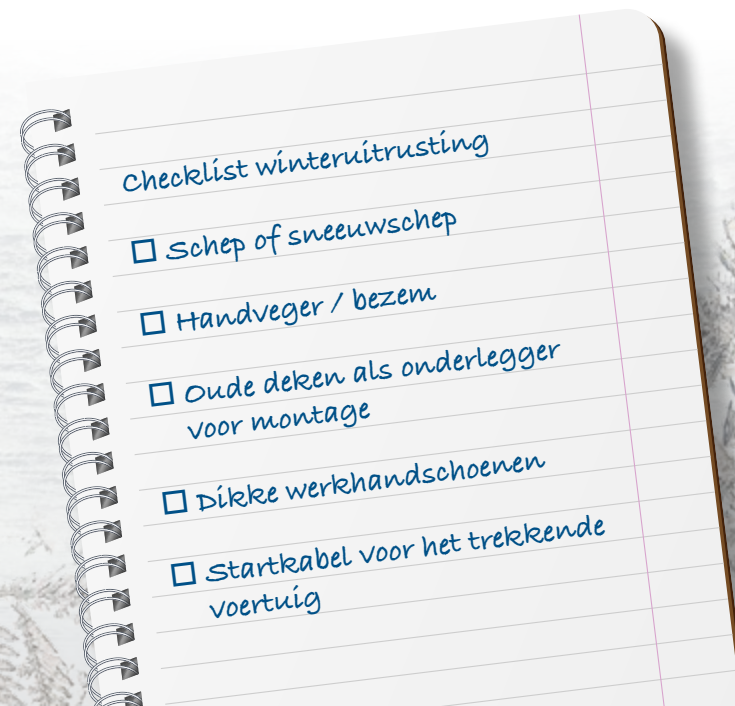 Checklist winteruitrusting
Schep of sneeuwschep
Handveger / bezem
Oude deken als onderlegger
voor montage
Dikke werkhandschoenen
Startkabel voor het trekkende
voertuig